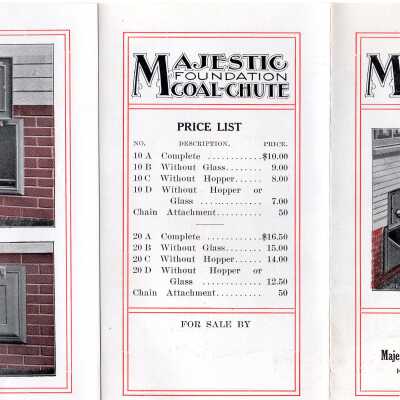 MAJESTIC
FOUNDATION
COAL-CHUTE
PRICE LIST
NO. DESCRIPTION. PRICE.
10 A Complete ............$10.00
10 B Without Glass........ 9.00
10 C Without Hopper...... 8.00
10 D Without Hopper or
Glass ............ 7.00
Chain Attachment......... 50
20 A Complete ............$16.50
20 B Without Glass........ 15.00
20 C Without Hopper...... 14.00
20 D Without Hopper or
Glass ............ 12.50
Chain Attachment......... 50
FOR SALE BY
M
Maje